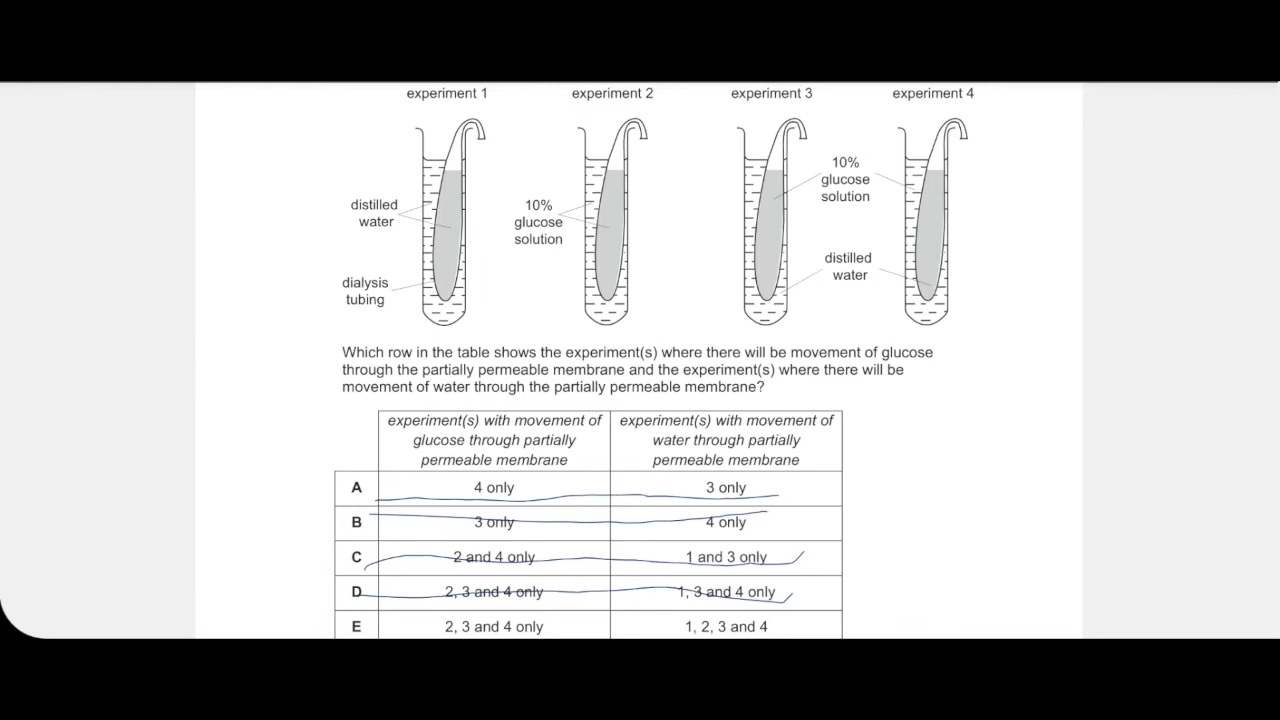 experiment 1 experiment 2 experiment 3 experiment 4
10%
glucose
solution
distilled
water
10%
glucose
solution
distilled
water
dialysis
tubing
Which row in the table shows the experiment(s) where there will be movement of glucose
through the partially permeable membrane and the experiment(s) where there will be
movement of water through the partially permeable membrane?
experiment(s) with movement of glucose through partially permeable membrane
experiment(s) with movement of water through partially permeable membrane
A 4 only 3 only
B 3 only 4 only
C 2 and 4 only 1 and 3 only
D 2, 3 and 4 only 1, 3 and 4 only
E 2, 3 and 4 only 1, 2, 3 and 4